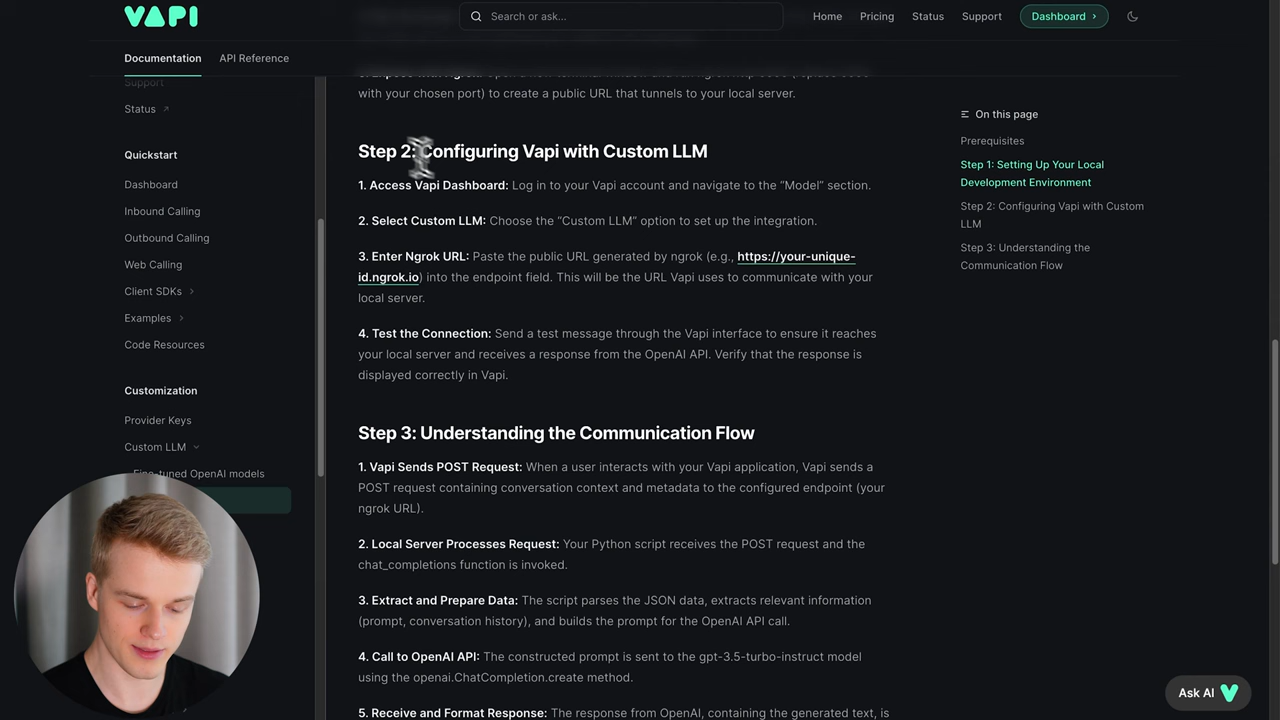 VAPI
Search or ask...
Home
Pricing
Status
Support
Dashboard
Documentation
API Reference
Support
Status
Quickstart
Dashboard
Inbound Calling
Outbound Calling
Web Calling
Client SDKs
Examples
Code Resources
Customization
Provider Keys
Custom LLM
Fine-tuned OpenAI models
with your chosen port) to create a public URL that tunnels to your local server.
Step 2: Configuring Vapi with Custom LLM
1. Access Vapi Dashboard: Log in to your Vapi account and navigate to the “Model” section.
2. Select Custom LLM: Choose the “Custom LLM” option to set up the integration.
3. Enter Ngrok URL: Paste the public URL generated by ngrok (e.g., https://your-unique-
id.ngrok.io) into the endpoint field. This will be the URL Vapi uses to communicate with your
local server.
4. Test the Connection: Send a test message through the Vapi interface to ensure it reaches
your local server and receives a response from the OpenAI API. Verify that the response is
displayed correctly in Vapi.
Step 3: Understanding the Communication Flow
1. Vapi Sends POST Request: When a user interacts with your Vapi application, Vapi sends a
POST request containing conversation context and metadata to the configured endpoint (your
ngrok URL).
2. Local Server Processes Request: Your Python script receives the POST request and the
chat_completions function is invoked.
3. Extract and Prepare Data: The script parses the JSON data, extracts relevant information
(prompt, conversation history), and builds the prompt for the OpenAI API call.
4. Call to OpenAI API: The constructed prompt is sent to the gpt-3.5-turbo-instruct model
using the openai.ChatCompletion.create method.
5. Receive and Format Response: The response from OpenAI, containing the generated text, is
On this page
Prerequisites
Step 1: Setting Up Your Local
Development Environment
Step 2: Configuring Vapi with Custom
LLM
Step 3: Understanding the
Communication Flow
Ask AI